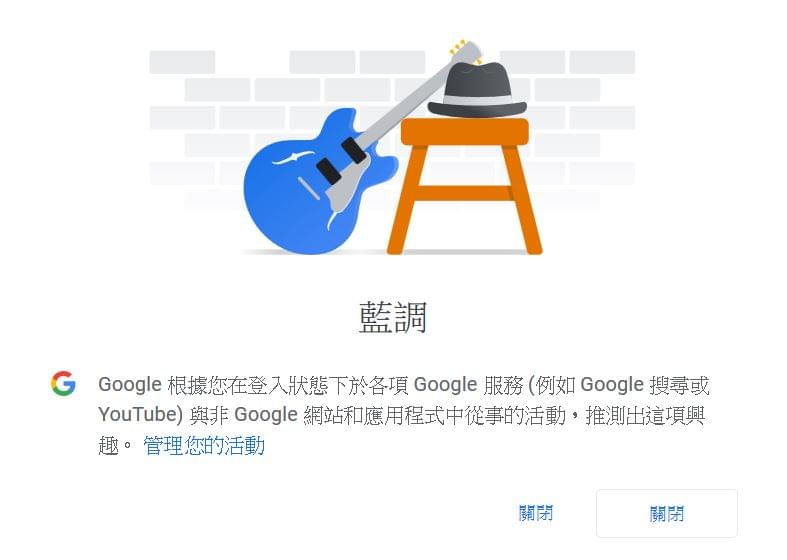 藍調
Google 根據您在登入狀態下於各項 Google 服務 (例如 Google 搜尋或
YouTube) 與非 Google 網站和應用程式中從事的活動，推測出這項興
趣。 管理您的活動
關閉 關閉